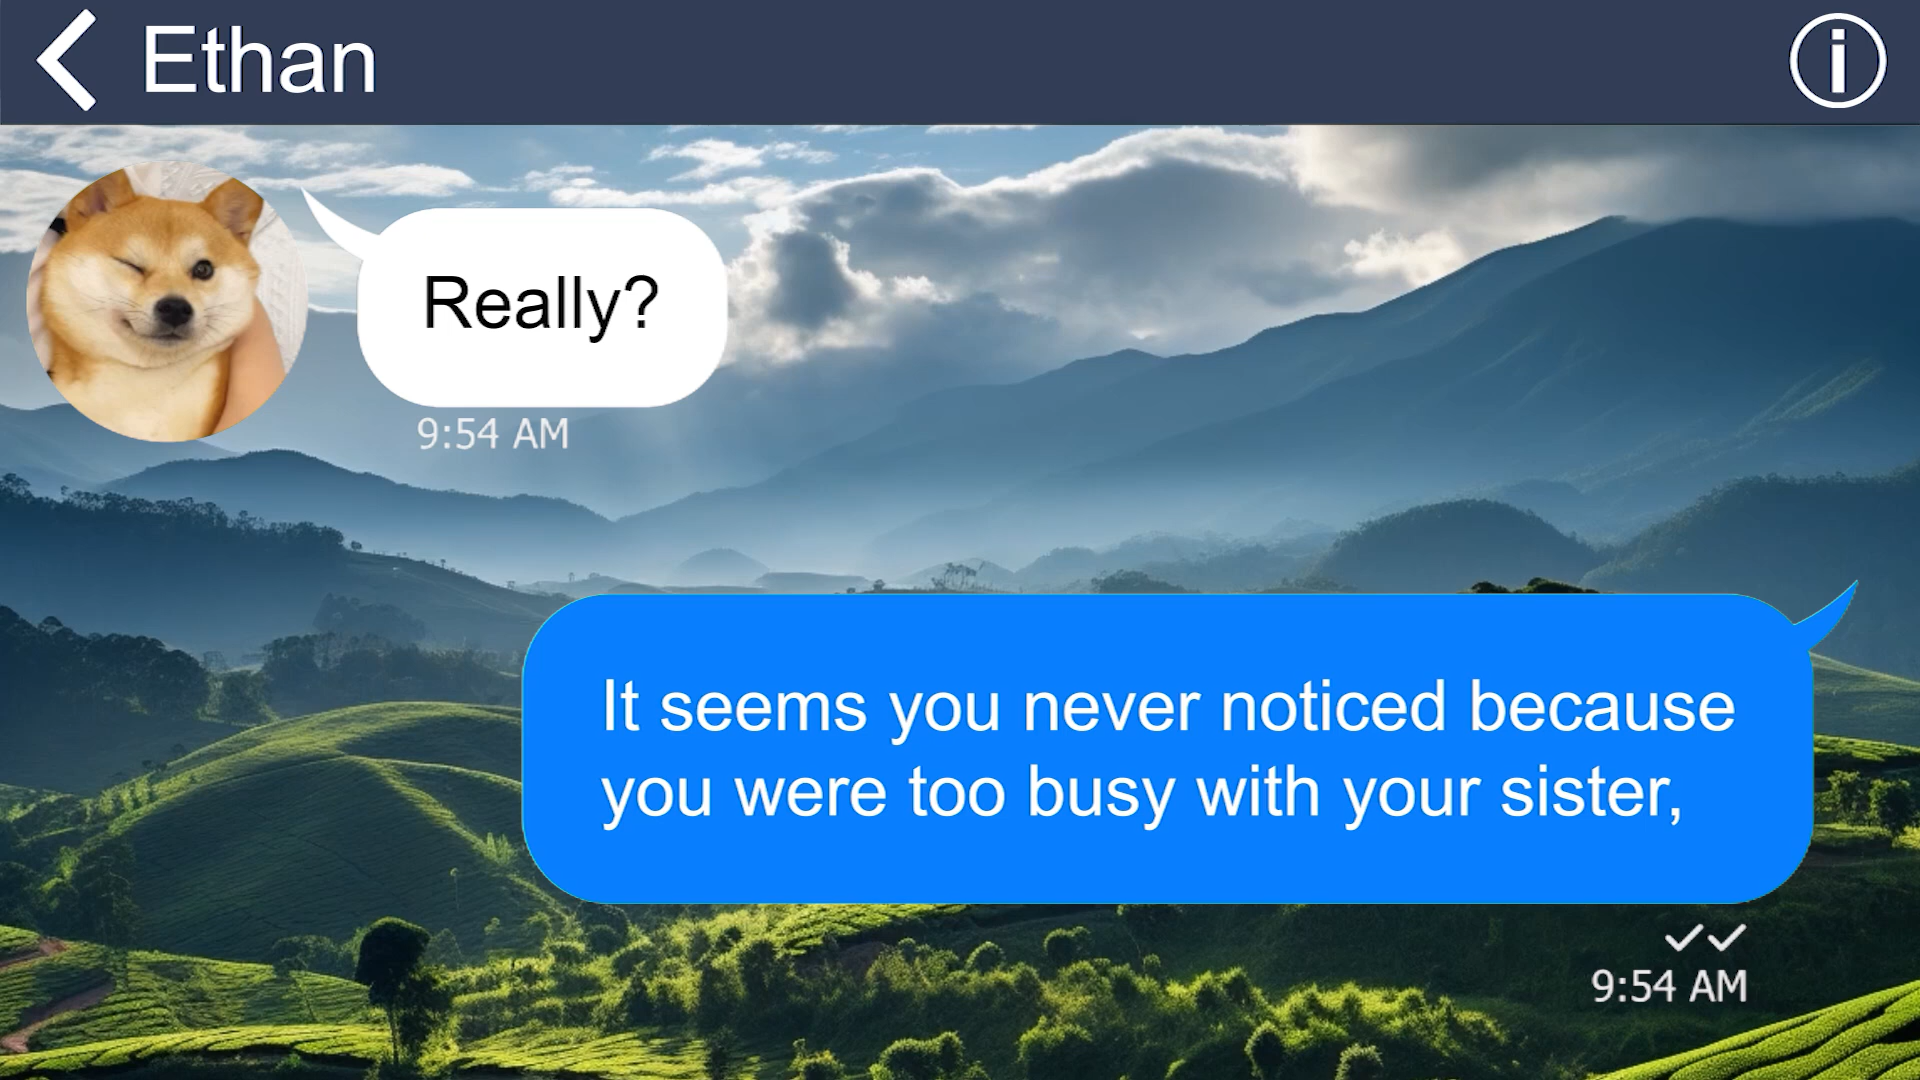 Ethan
Really?
9:54 AM
It seems you never noticed because
you were too busy with your sister,
9:54 AM